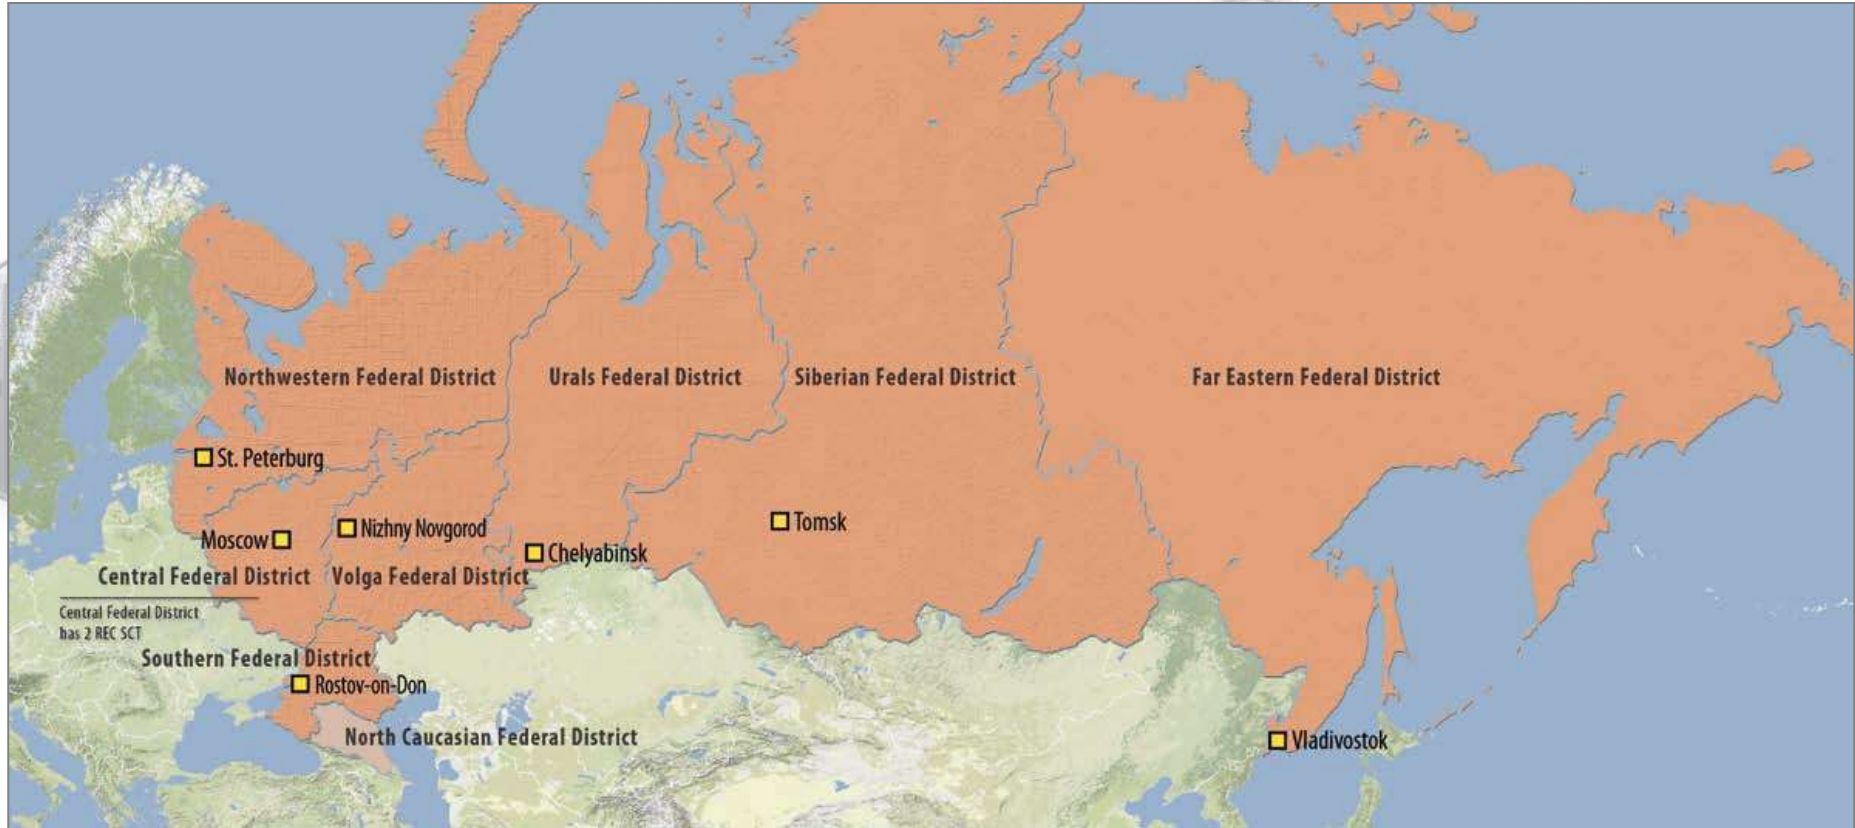 Northwestern Federal District
Urals Federal District
Siberian Federal District
Far Eastern Federal District
St. Peterburg
Tomsk
Nizhny Novgorod
Moscow
Chelyabinsk
Central Federal District
Volga Federal District
Central Federal District
has 2 REC SCT
Southern Federal District
Rostov-on-Don
North Caucasian Federal District
Vladivostok